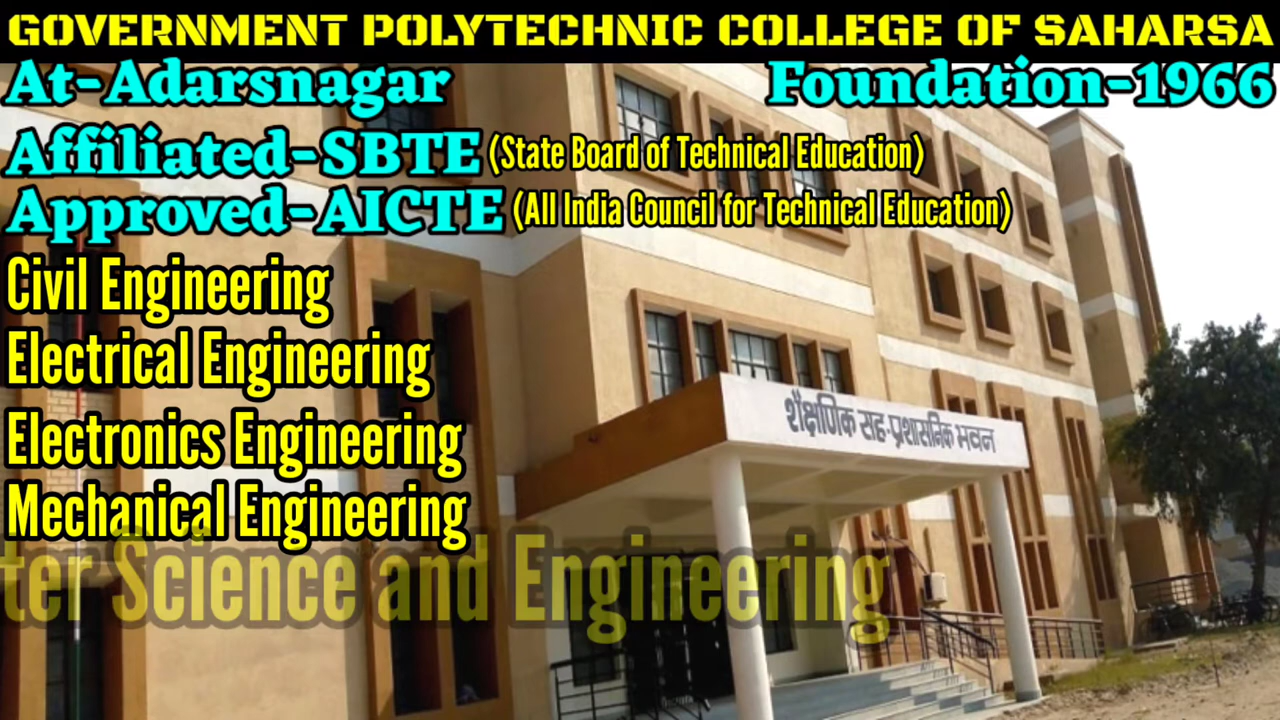 GOVERNMENT POLYTECHNIC COLLEGE OF SAHARSA
At-Adarsnagar Foundation-1966
Affiliated-SBTE (State Board of Technical Education)
Approved-AICTE (All India Council for Technical Education)
Civil Engineering
Electrical Engineering
Electronics Engineering
Mechanical Engineering
ter Science and Engineering
शैक्षणिक सह-प्रशासनिक भवन